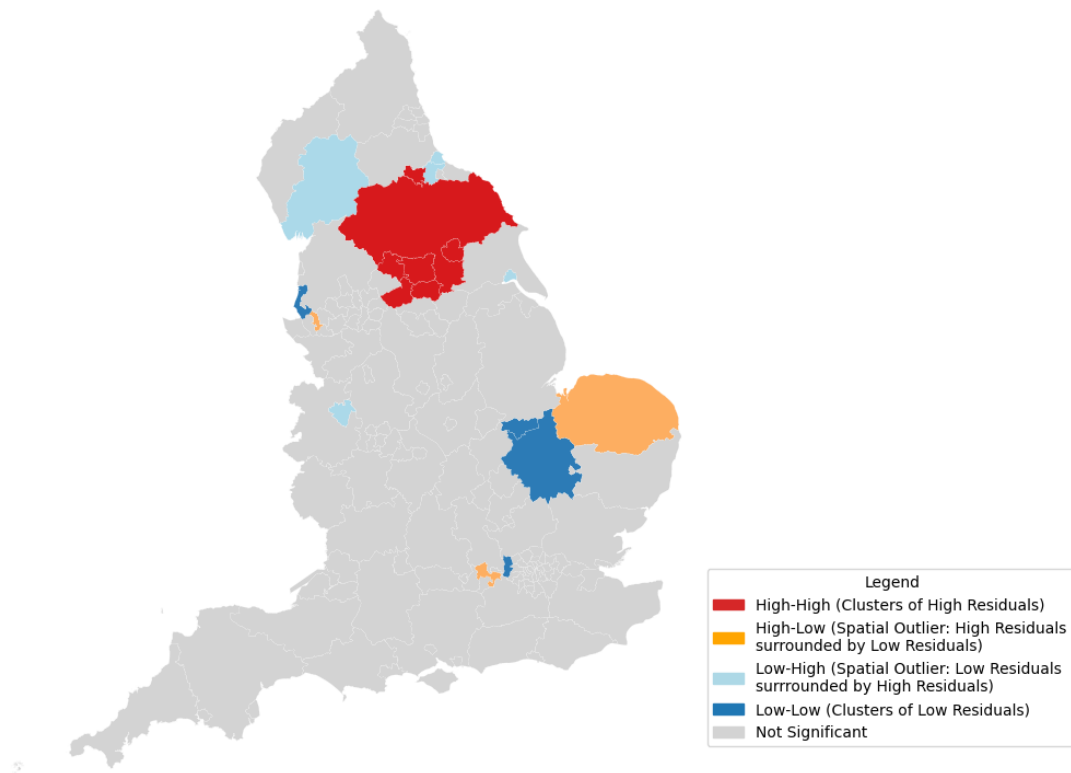 Legend
High-High (Clusters of High Residuals)
High-Low (Spatial Outlier: High Residuals
surrounded by Low Residuals)
Low-High (Spatial Outlier: Low Residuals
surrrounded by High Residuals)
Low-Low (Clusters of Low Residuals)
Not Significant